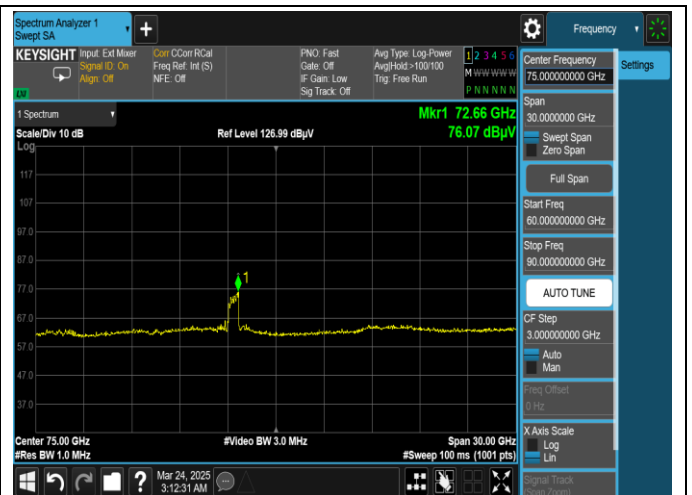 Spectrum Analyzer 1
Swept SA
+
Frequency
KEYSIGHT
Input: Ext Mixer
Signal ID: On
Align: Off
Corr CCorr RCal
Freq Ref: Int (S)
NFE: Off
PNO: Fast
Gate: Off
IF Gain: Low
Sig Track: Off
Avg Type: Log-Power
Avg|Hold:>100/100
Trig: Free Run
1 2 3 4 5 6
M W W W W W
P N N N N N
1 Spectrum
Scale/Div 10 dB
Ref Level 126.99 dBµV
Mkr1 72.66 GHz
76.07 dBµV
Log
117
107
97.0
87.0
77.0
67.0
57.0
47.0
37.0
1
Center 75.00 GHz
#Video BW 3.0 MHz
Span 30.00 GHz
#Res BW 1.0 MHz
#Sweep 100 ms (1001 pts)
Mar 24, 2025
3:12:31 AM
?
Center Frequency
75.000000000 GHz
Settings
Span
30.0000000 GHz
Swept Span
Zero Span
Full Span
Start Freq
60.000000000 GHz
Stop Freq
90.000000000 GHz
AUTO TUNE
CF Step
3.000000000 GHz
Auto
Man
Freq Offset
0 Hz
X Axis Scale
Log
Lin
Signal Track
(Span Zoom)